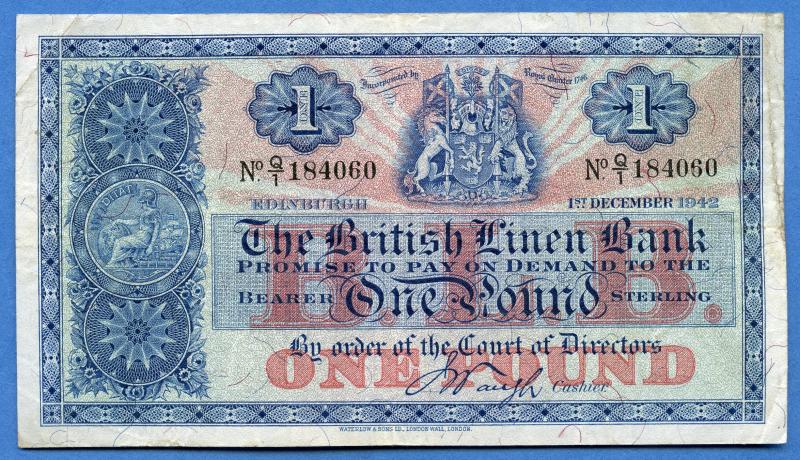 1 1
Incorporated by Royal Charter 1746
Nº Q/1 184060 Nº Q/1 184060
EDINBURGH 1ST DECEMBER 1942
The British Linen Bank
PROMISE TO PAY ON DEMAND TO THE
BEARER One Pound STERLING
B.L.B.
By order of the Court of Directors
ONE POUND
Cashier.
WATERLOW & SONS LD., LONDON WALL, LONDON.